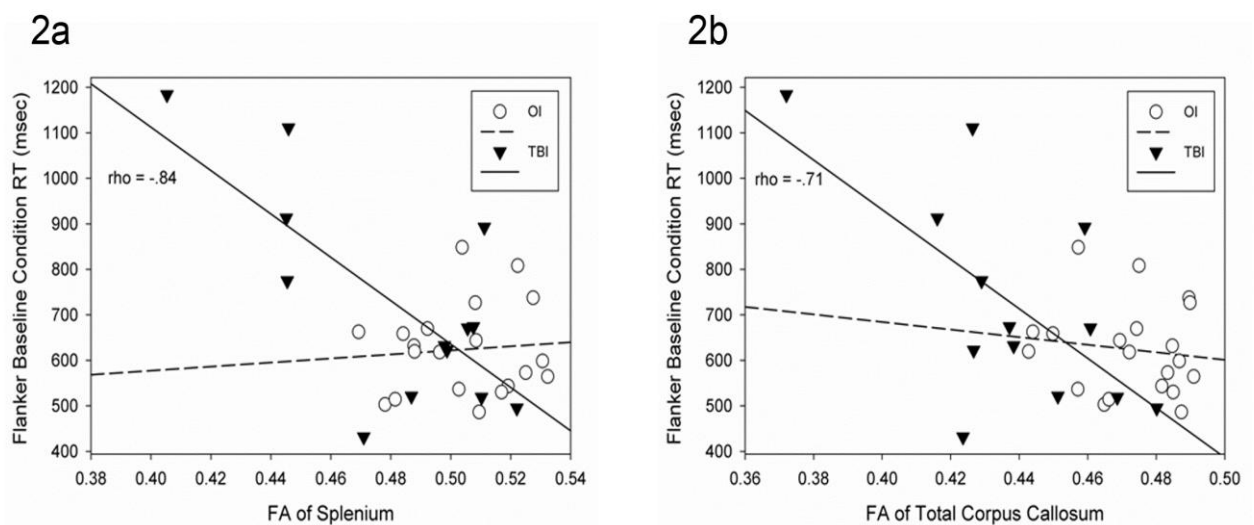 2a
Flanker Baseline Condition RT (msec)
1200
1100
1000
900
800
700
600
500
400
rho = -.84
OI
TBI
0.38 0.40 0.42 0.44 0.46 0.48 0.50 0.52 0.54
FA of Splenium
2b
Flanker Baseline Condition RT (msec)
1200
1100
1000
900
800
700
600
500
400
rho = -.71
OI
TBI
0.36 0.38 0.40 0.42 0.44 0.46 0.48 0.50
FA of Total Corpus Callosum